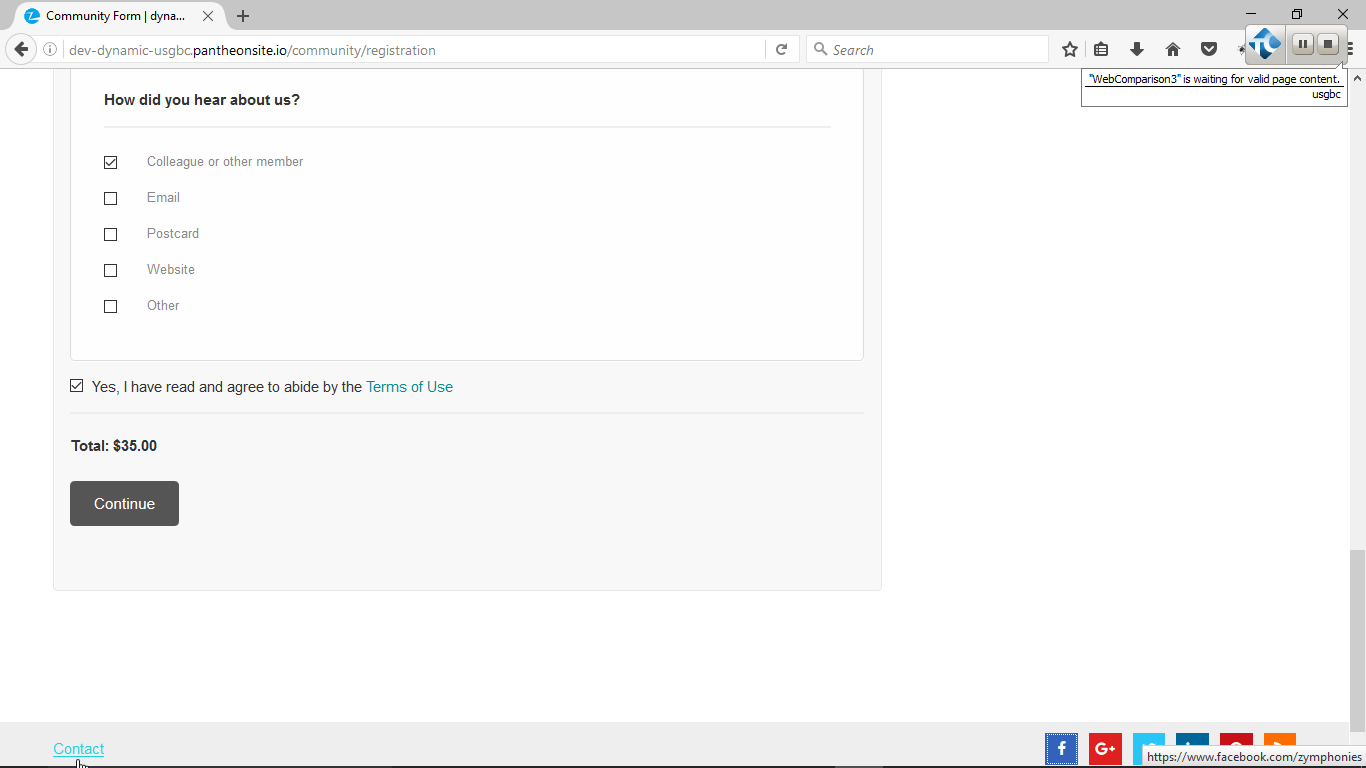 Community Form | dyna...
dev-dynamic-usgbc.pantheonsite.io/community/registration
Search
"WebComparison3" is waiting for valid page content.
usgbc
How did you hear about us?
Colleague or other member
Email
Postcard
Website
Other
Yes, I have read and agree to abide by the Terms of Use
Total: $35.00
Continue
Contact
f
G+
https://www.facebook.com/zymphonies